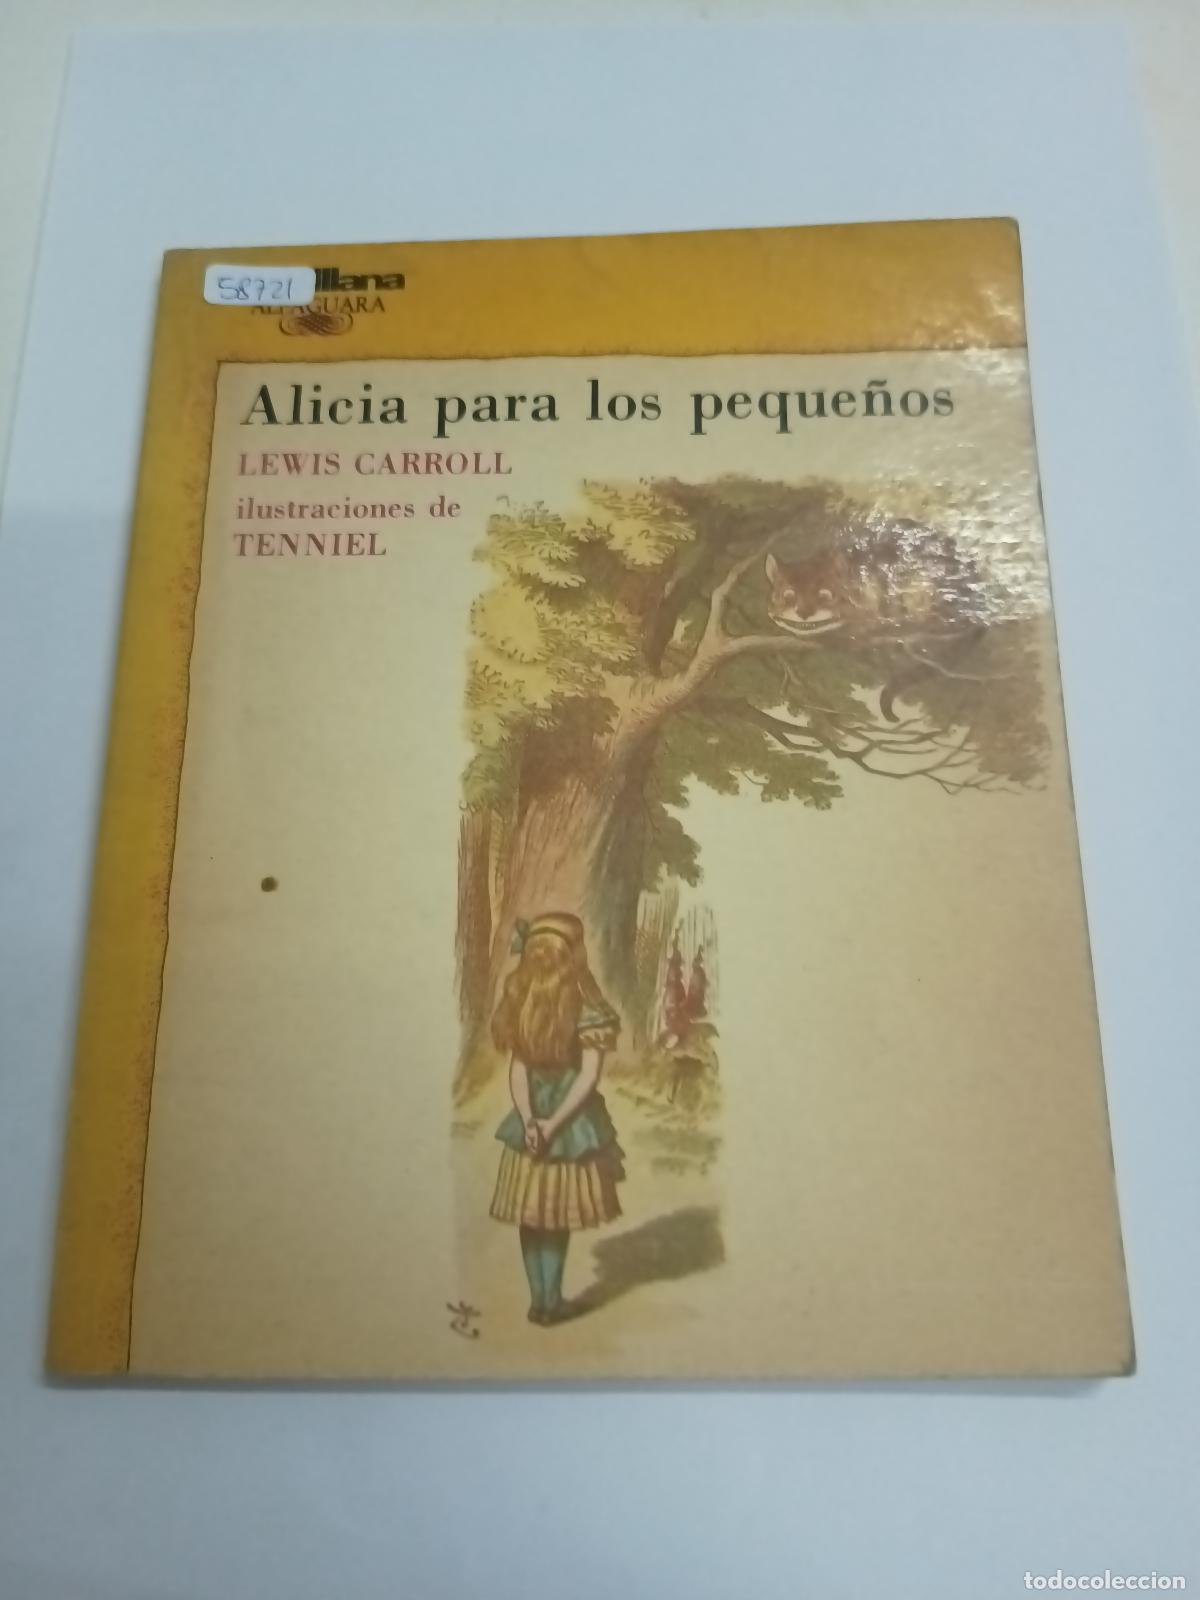 58721
ALFAGUARA
Alicia para los pequeños
LEWIS CARROLL
ilustraciones de
TENNIEL
todocoleccion